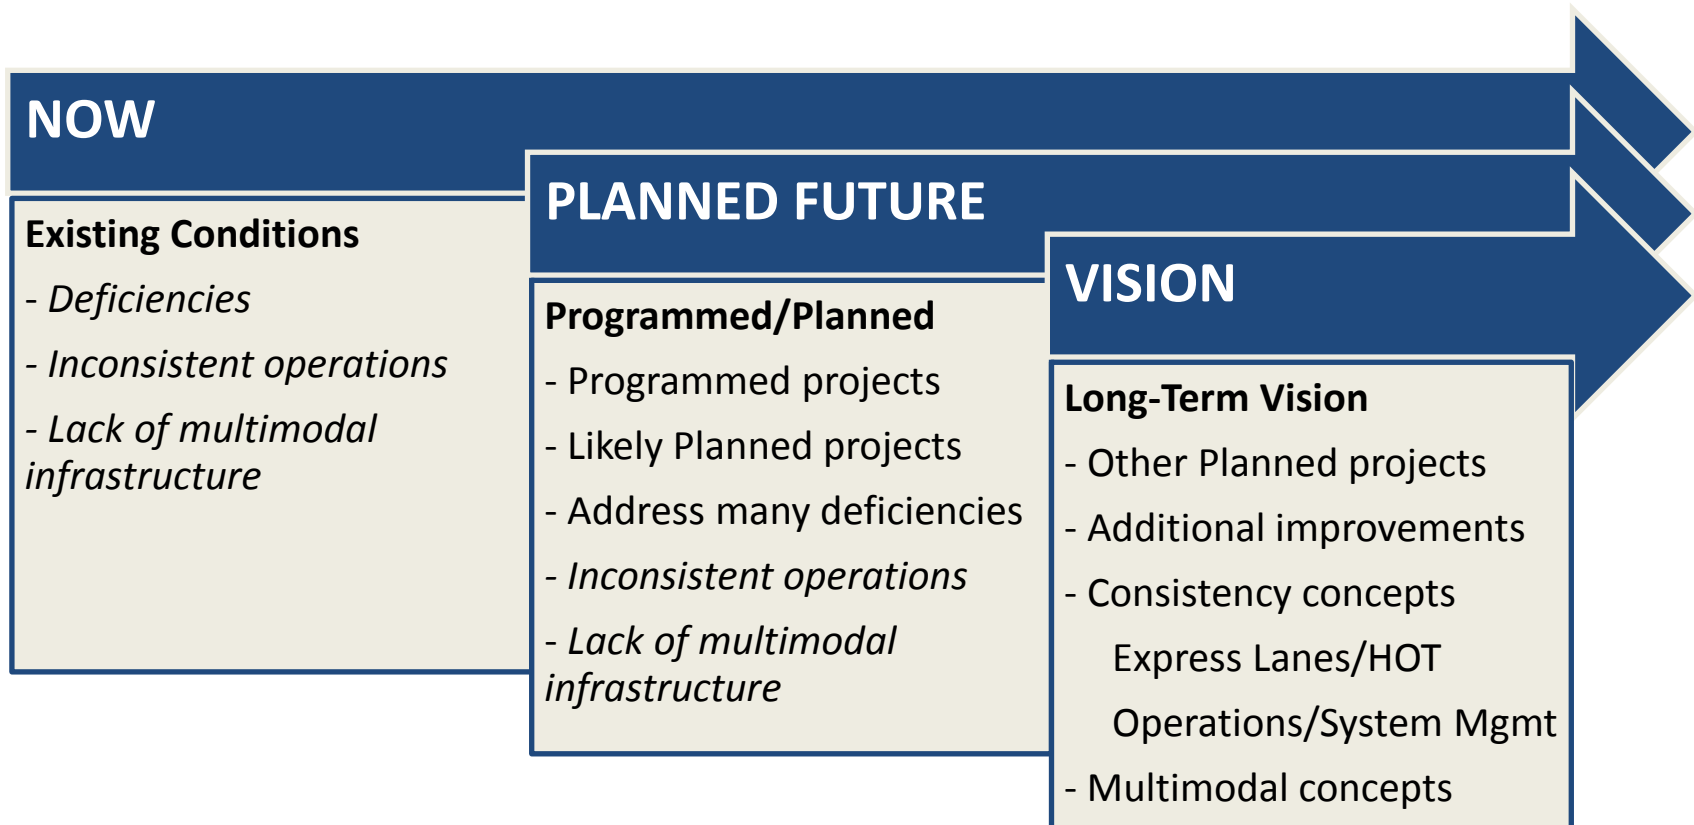 NOW
Existing Conditions
- Deficiencies
- Inconsistent operations
- Lack of multimodal
infrastructure
PLANNED FUTURE
Programmed/Planned
- Programmed projects
- Likely Planned projects
- Address many deficiencies
- Inconsistent operations
- Lack of multimodal
infrastructure
VISION
Long-Term Vision
- Other Planned projects
- Additional improvements
- Consistency concepts
Express Lanes/HOT
Operations/System Mgmt
- Multimodal concepts